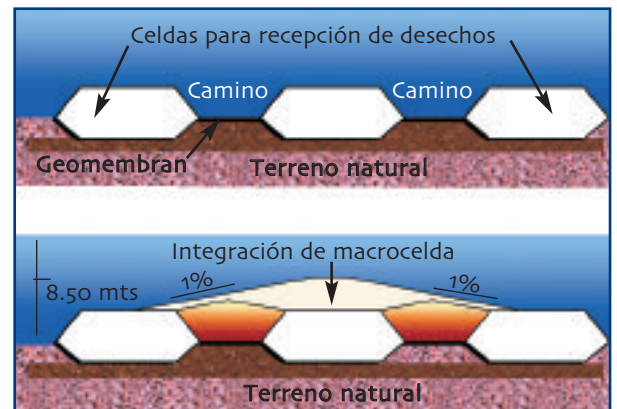 Celdas para recepción de desechos
Camino
Camino
Geomembran
Terreno natural
Integración de macrocelda
1%
1%
8.50 mts
Terreno natural